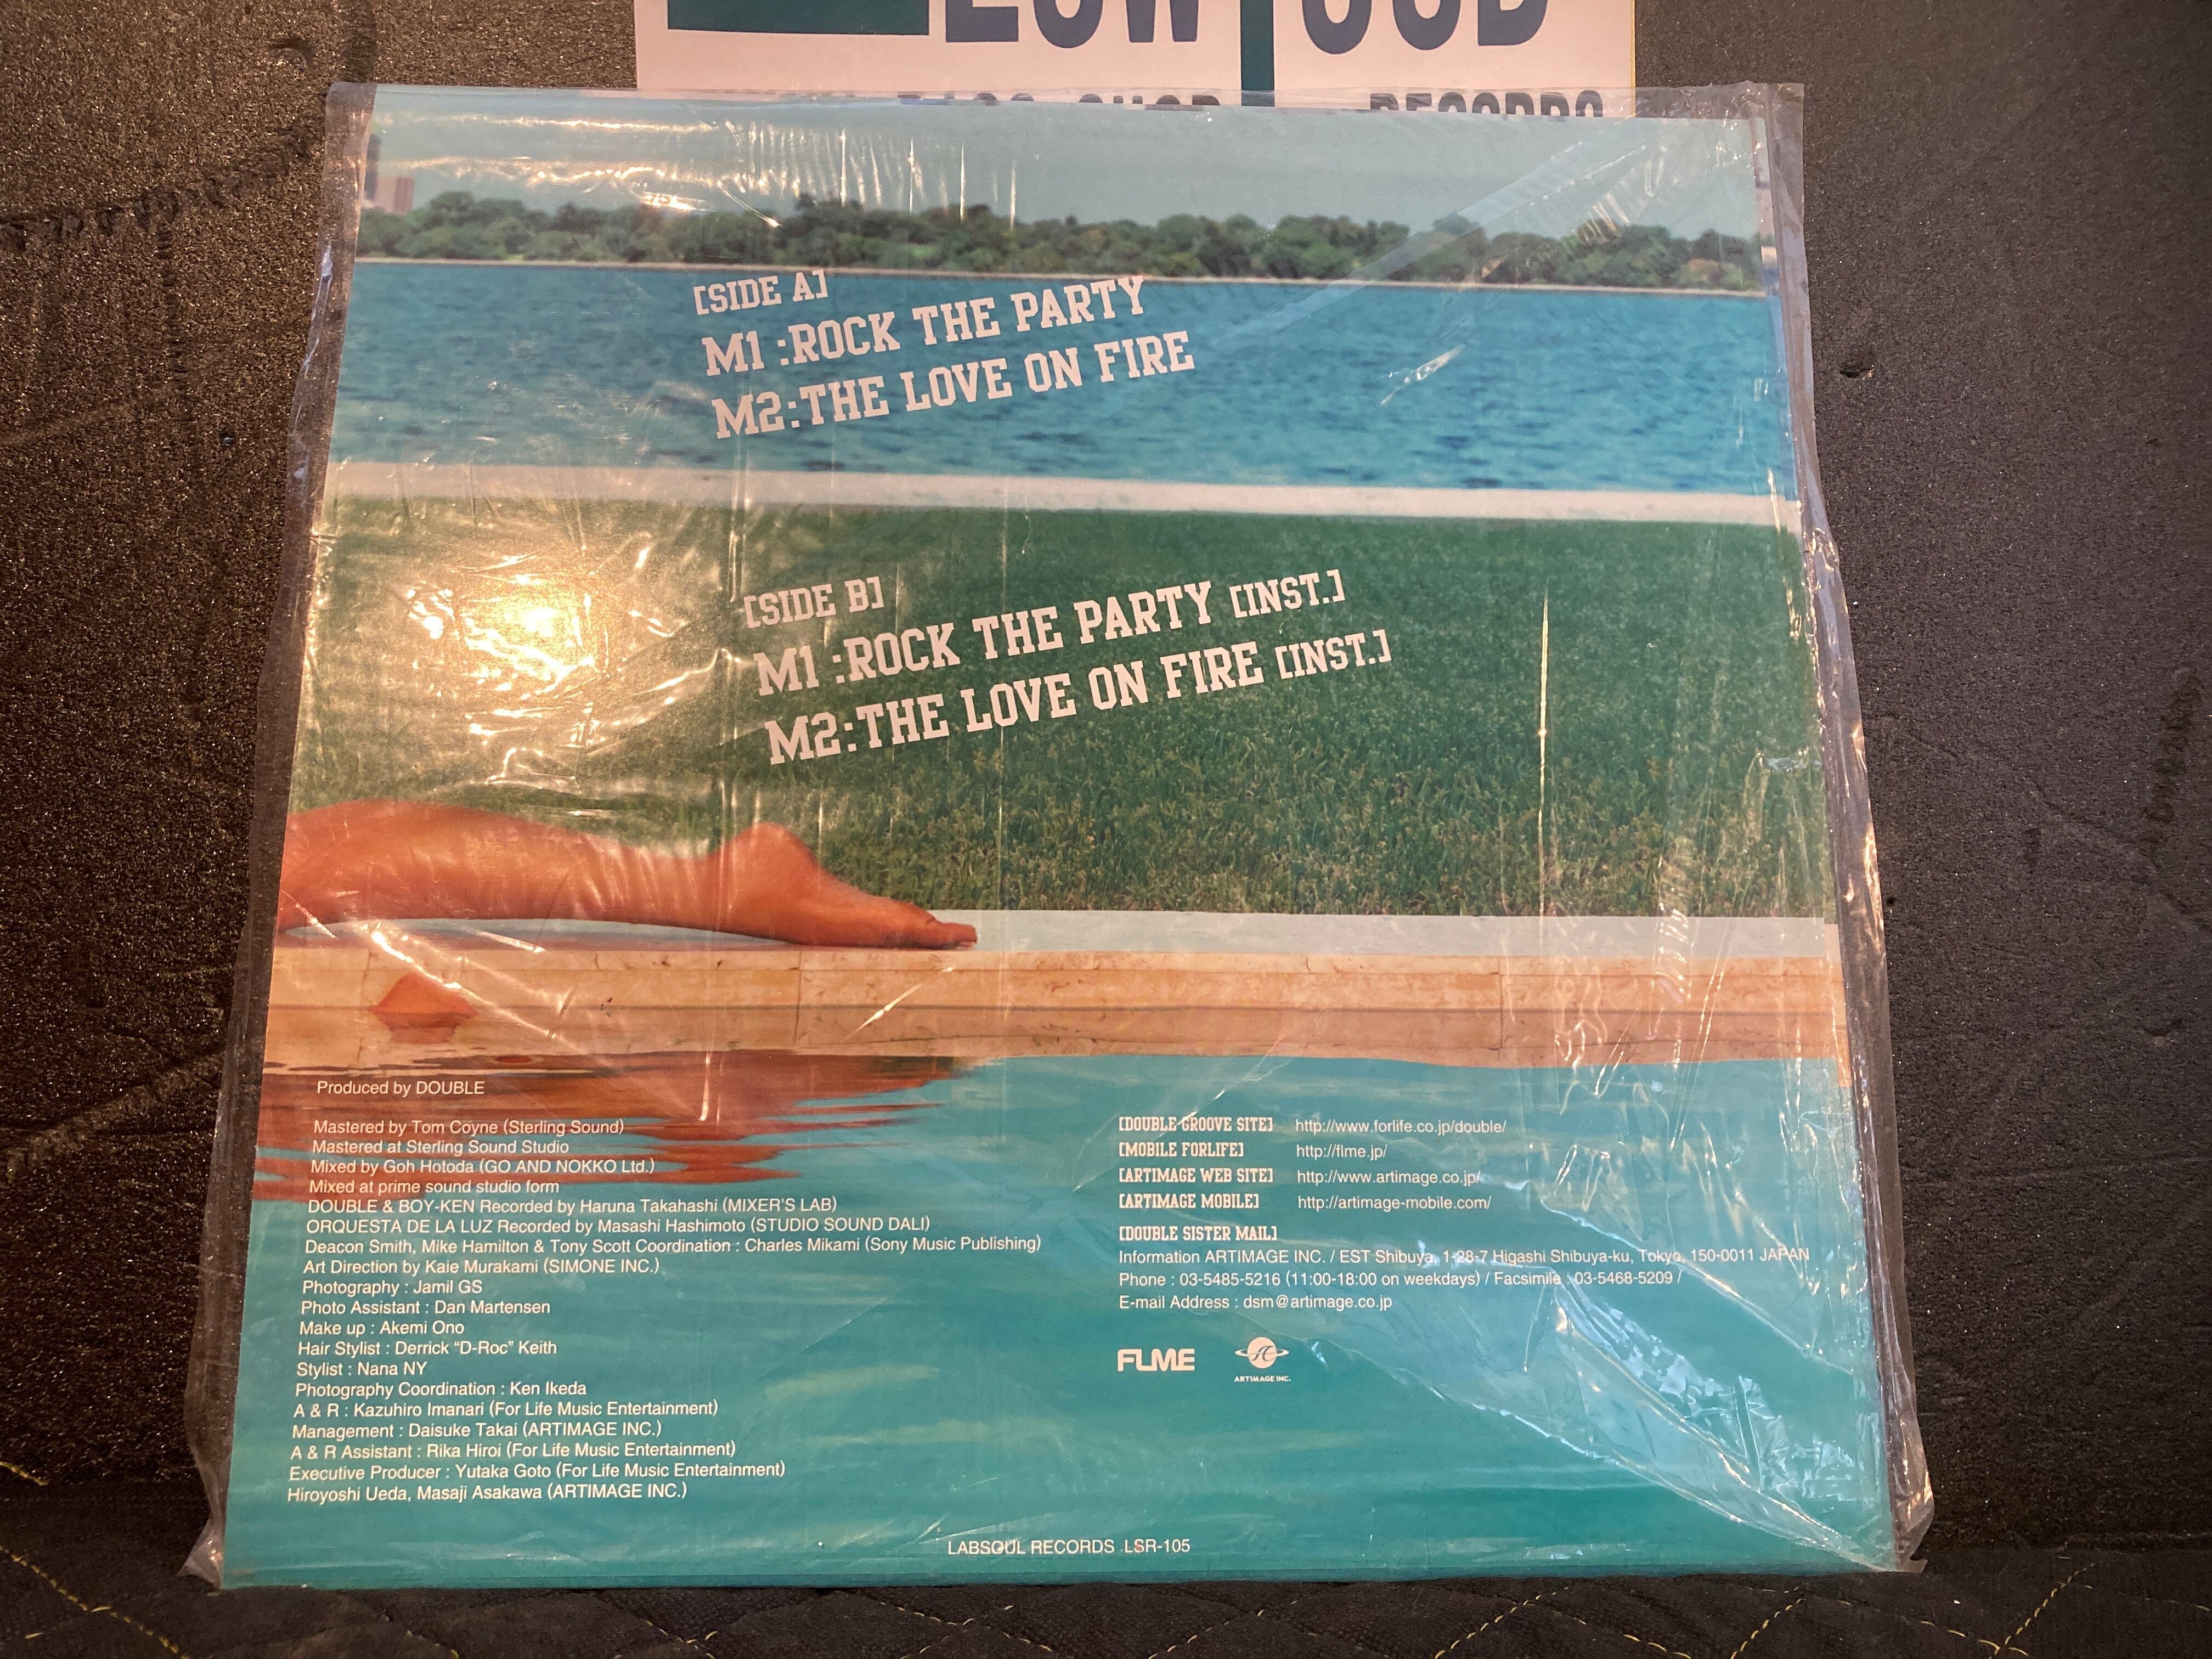 RECORDS
[SIDE A]
M1 :ROCK THE PARTY
M2:THE LOVE ON FIRE
[SIDE B]
M1 :ROCK THE PARTY [INST.]
M2:THE LOVE ON FIRE [INST.]
Produced by DOUBLE
Mastered by Tom Coyne (Sterling Sound)
Mastered at Sterling Sound Studio
Mixed by Goh Hotoda (GO AND NOKKO Ltd.)
Mixed at prime sound studio form
DOUBLE & BOY-KEN Recorded by Haruna Takahashi (MIXER'S LAB)
ORQUESTA DE LA LUZ Recorded by Masashi Hashimoto (STUDIO SOUND DALI)
Deacon Smith, Mike Hamilton & Tony Scott Coordination : Charles Mikami (Sony Music Publishing)
Art Direction by Kaie Murakami (SIMONE INC.)
Photography : Jamil GS
Photo Assistant : Dan Martensen
Make up : Akemi Ono
Hair Stylist : Derrick “D-Roc” Keith
Stylist : Nana NY
Photography Coordination : Ken Ikeda
A & R : Kazuhiro Imanari (For Life Music Entertainment)
Management : Daisuke Takai (ARTIMAGE INC.)
A & R Assistant : Rika Hiroi (For Life Music Entertainment)
Executive Producer : Yutaka Goto (For Life Music Entertainment)
Hiroyoshi Ueda, Masaji Asakawa (ARTIMAGE INC.)
[DOUBLE GROOVE SITE] http://www.forlife.co.jp/double/
[MOBILE FORLIFE] http://flme.jp/
[ARTIMAGE WEB SITE] http://www.artimage.co.jp/
[ARTIMAGE MOBILE] http://artimage-mobile.com/
[DOUBLE SISTER MAIL]
Information ARTIMAGE INC. / EST Shibuya, 1-28-7 Higashi Shibuya-ku, Tokyo, 150-0011 JAPAN
Phone : 03-5485-5216 (11:00-18:00 on weekdays) / Facsimile : 03-5468-5209 /
E-mail Address : dsm@artimage.co.jp
FLME
ARTIMAGE INC.
LABSOUL RECORDS LSR-105